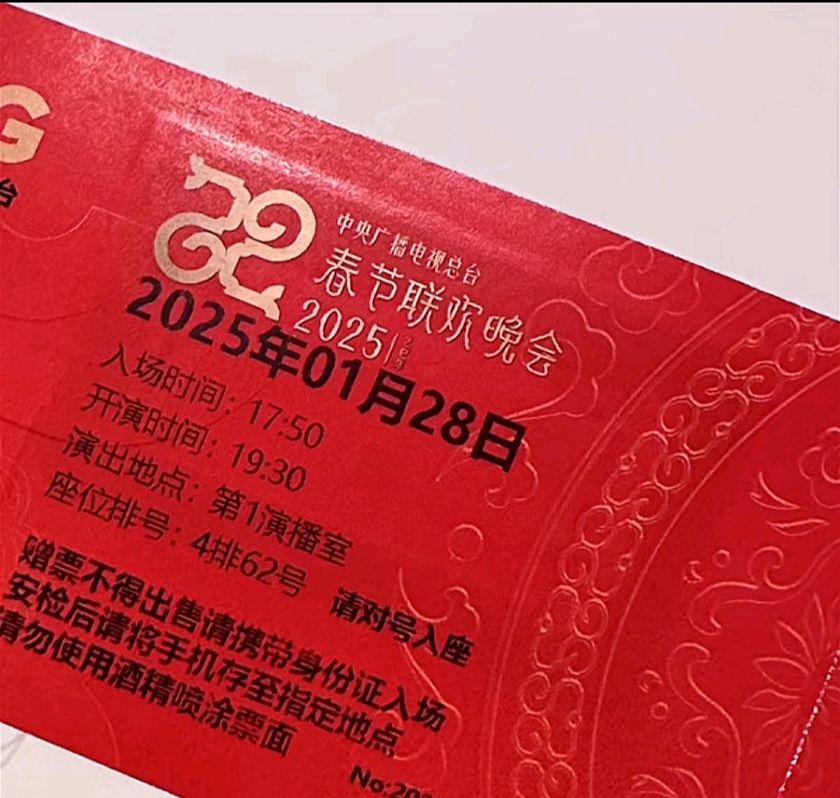 G
台
中央广播电视总台
春节联欢晚会
2025
2025年01月28日
入场时间：17:50
开演时间：19:30
演出地点：第1演播室
座位排号：4排62号
请对号入座
赠票不得出售请携带身份证入场
安检后请将手机存至指定地点
请勿使用酒精喷涂票面
No:202